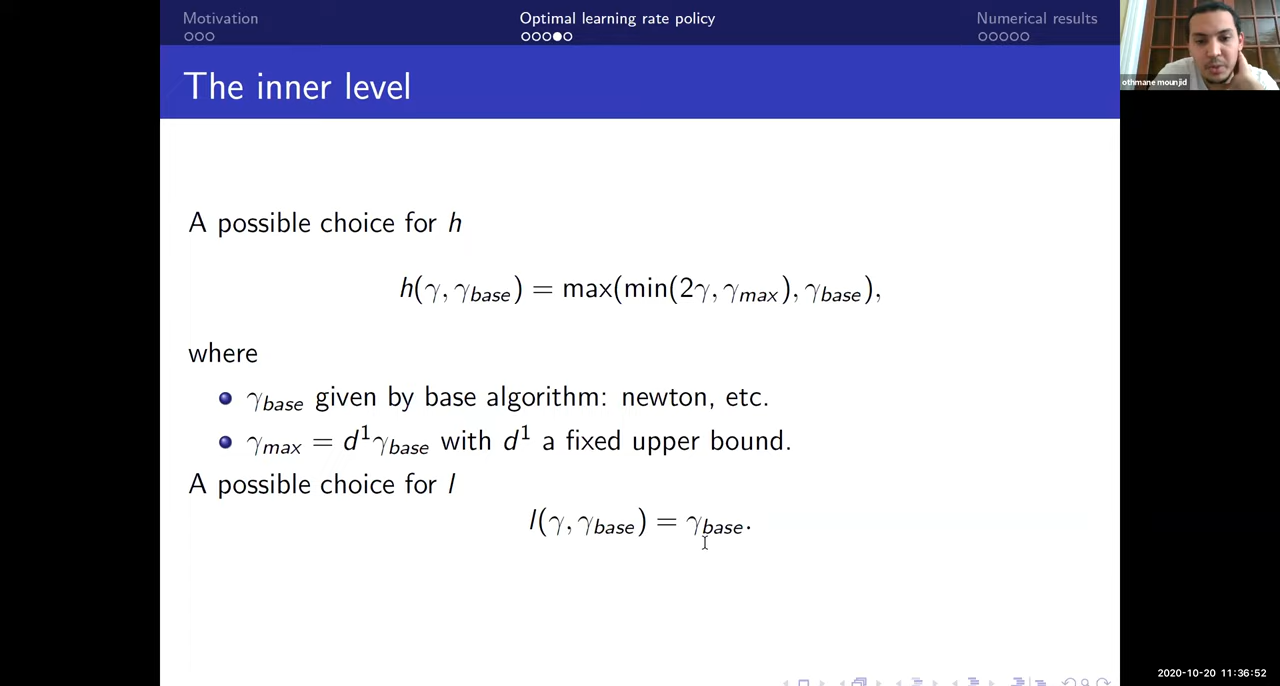 Motivation
Optimal learning rate policy
Numerical results
othmane mounjid
The inner level
A possible choice for h
h(γ, γ_base) = max(min(2γ, γ_max), γ_base),
where
γ_base given by base algorithm: newton, etc.
γ_max = d¹γ_base with d¹ a fixed upper bound.
A possible choice for l
l(γ, γ_base) = γ_base.
2020-10-20 11:36:52